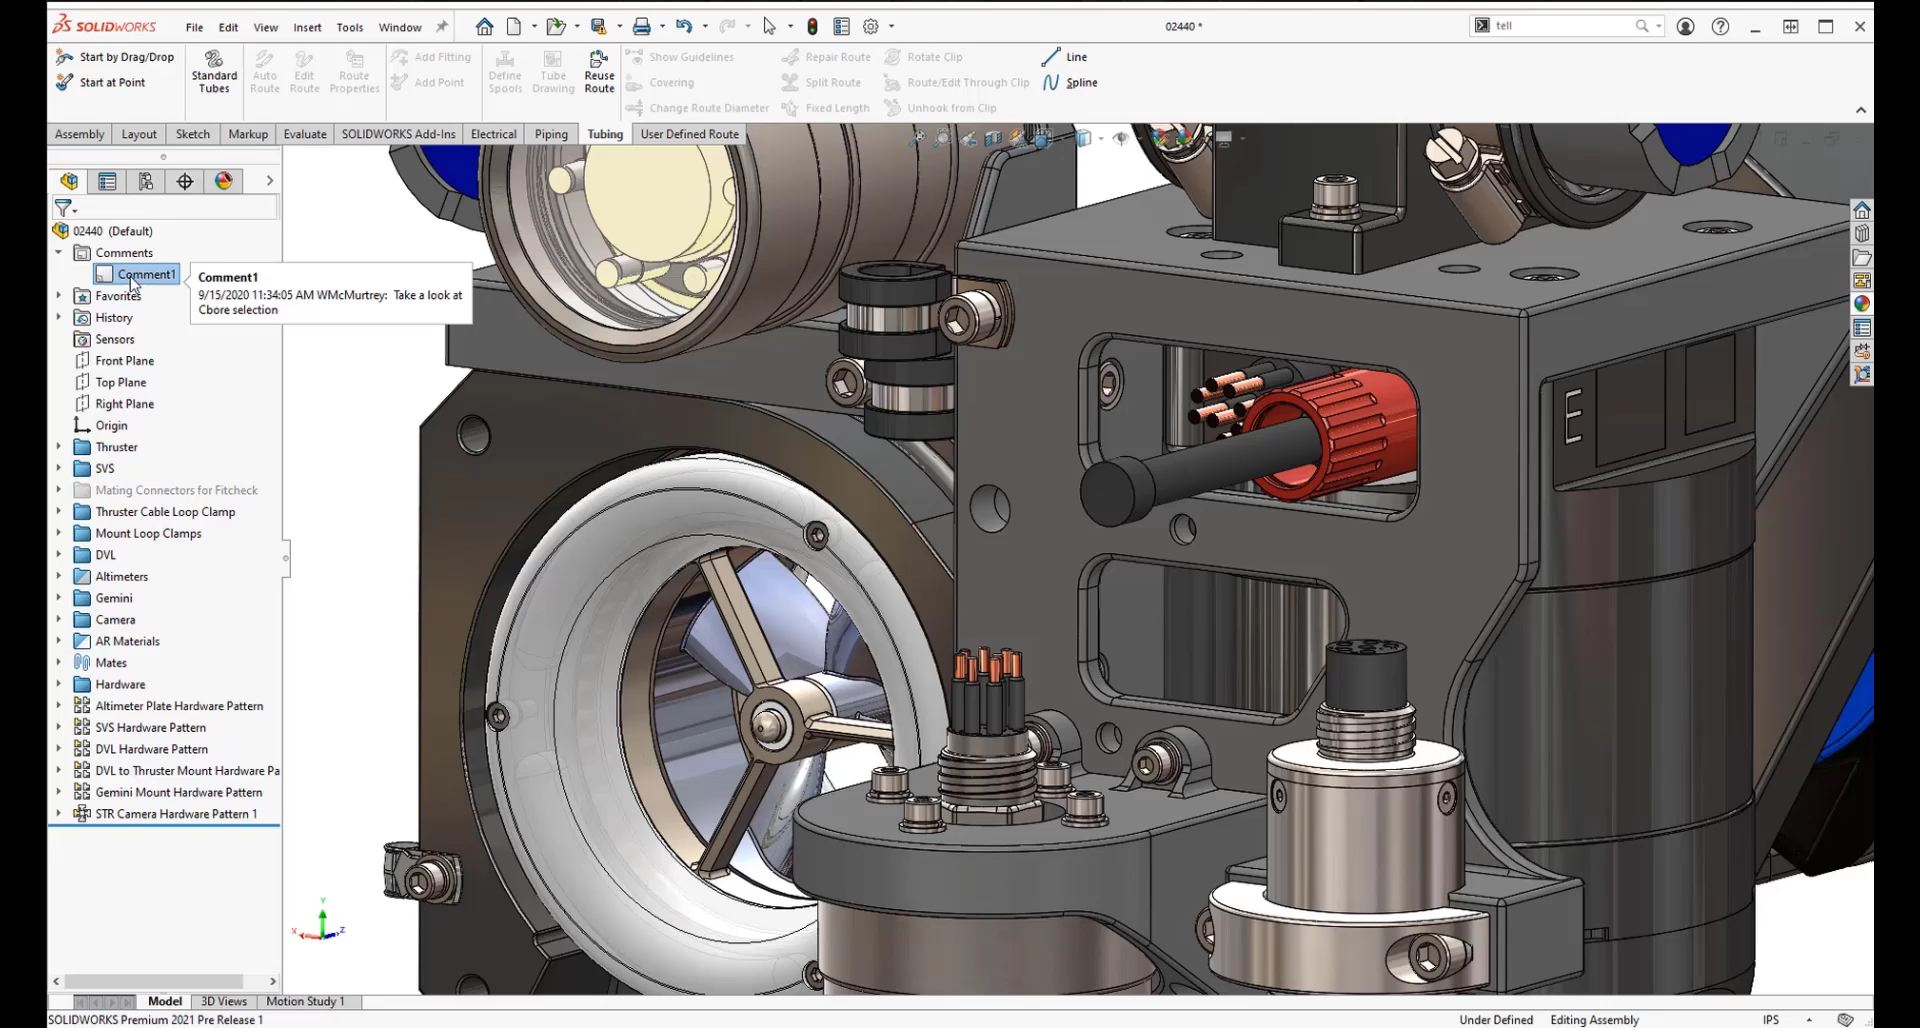 SOLIDWORKS File Edit View Insert Tools Window 02440 * tell
Start by Drag/Drop
Start at Point
Standard Tubes
Auto Route
Edit Route
Route Properties
Add Fitting
Add Point
Define Spools
Tube Drawing
Reuse Route
Show Guidelines
Covering
Change Route Diameter
Repair Route
Split Route
Fixed Length
Rotate Clip
Route/Edit Through Clip
Unhook from Clip
Line
Spline
Assembly Layout Sketch Markup Evaluate SOLIDWORKS Add-Ins Electrical Piping Tubing User Defined Route
02440 (Default)
Comments
Comment1
Comment1
9/15/2020 11:34:05 AM WMcMurtrey: Take a look at
Cbore selection
Favorites
History
Sensors
Front Plane
Top Plane
Right Plane
Origin
Thruster
SVS
Mating Connectors for Fitcheck
Thruster Cable Loop Clamp
Mount Loop Clamps
DVL
Altimeters
Gemini
Camera
AR Materials
Mates
Hardware
Altimeter Plate Hardware Pattern
SVS Hardware Pattern
DVL Hardware Pattern
DVL to Thruster Mount Hardware Pa
Gemini Mount Hardware Pattern
STR Camera Hardware Pattern 1
E
Y
X
Z
Model 3D Views Motion Study 1
SOLIDWORKS Premium 2021 Pre Release 1 Under Defined Editing Assembly IPS